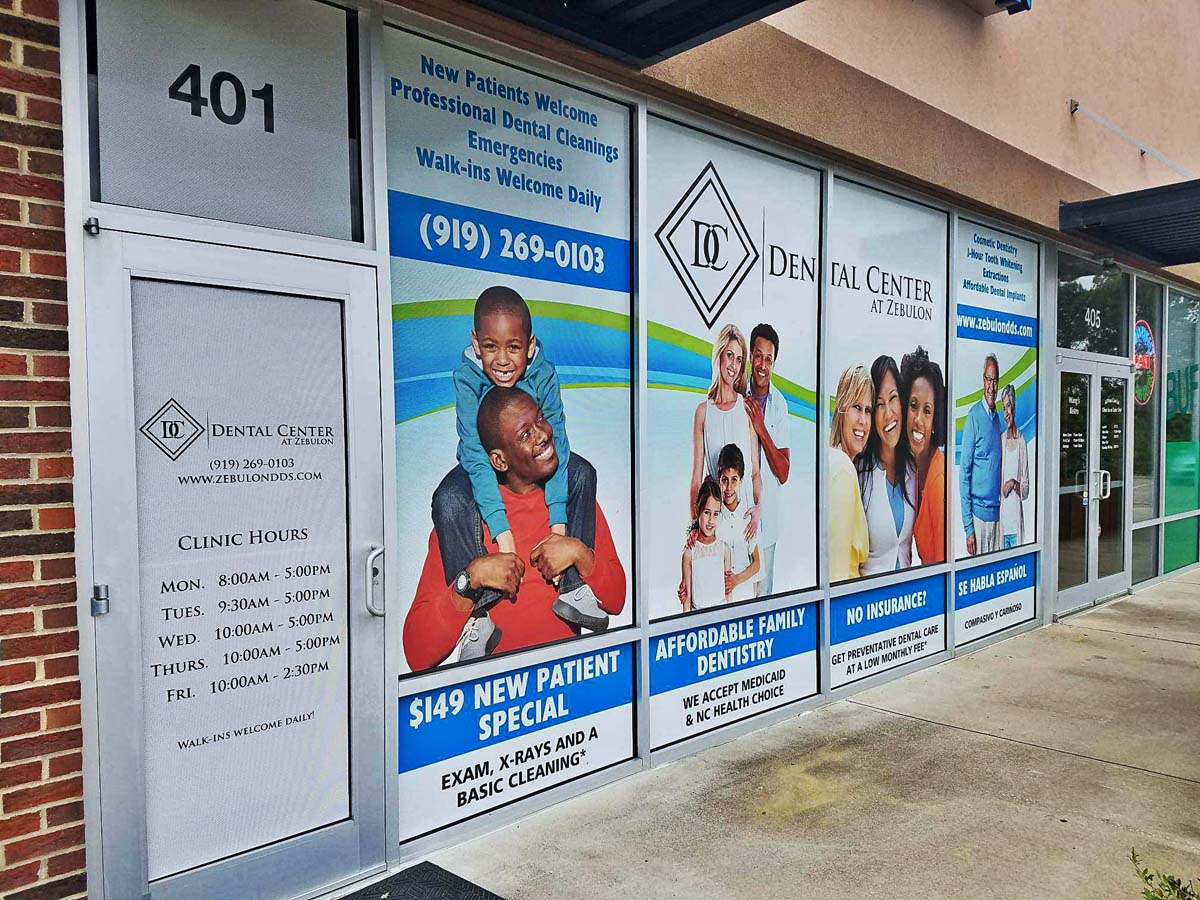 401
DC
DENTAL CENTER
AT ZEBULON
(919) 269-0103
WWW.ZEBULONDDS.COM
CLINIC HOURS
MON. 8:00AM - 5:00PM
TUES. 9:30AM - 5:00PM
WED. 10:00AM - 5:00PM
THURS. 10:00AM - 5:00PM
FRI. 10:00AM - 2:30PM
WALK-INS WELCOME DAILY!
New Patients Welcome
Professional Dental Cleanings
Emergencies
Walk-ins Welcome Daily
(919) 269-0103
$149 NEW PATIENT
SPECIAL
EXAM, X-RAYS AND A
BASIC CLEANING*
DC
DENTAL CENTER
AT ZEBULON
AFFORDABLE FAMILY
DENTISTRY
WE ACCEPT MEDICAID
& NC HEALTH CHOICE
NO INSURANCE?
GET PREVENTATIVE DENTAL CARE
AT A LOW MONTHLY FEE*
Cosmetic Dentistry
1-Hour Tooth Whitening
Extractions
Affordable Dental Implants
www.zebulondds.com
SE HABLA ESPAÑOL
COMPASIVO Y CARIÑOSO
405
Bistro